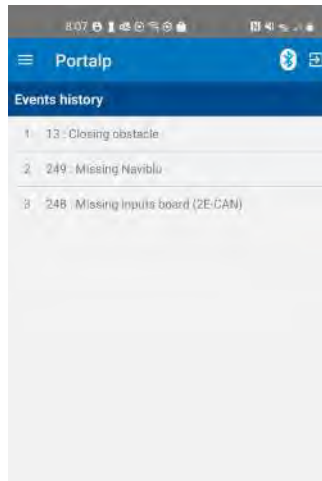 8:07
Portalp
Events history
1 13 : Closing obstacle
2 249 : Missing Naviblu
3 248 : Missing inputs board (2E-CAN)